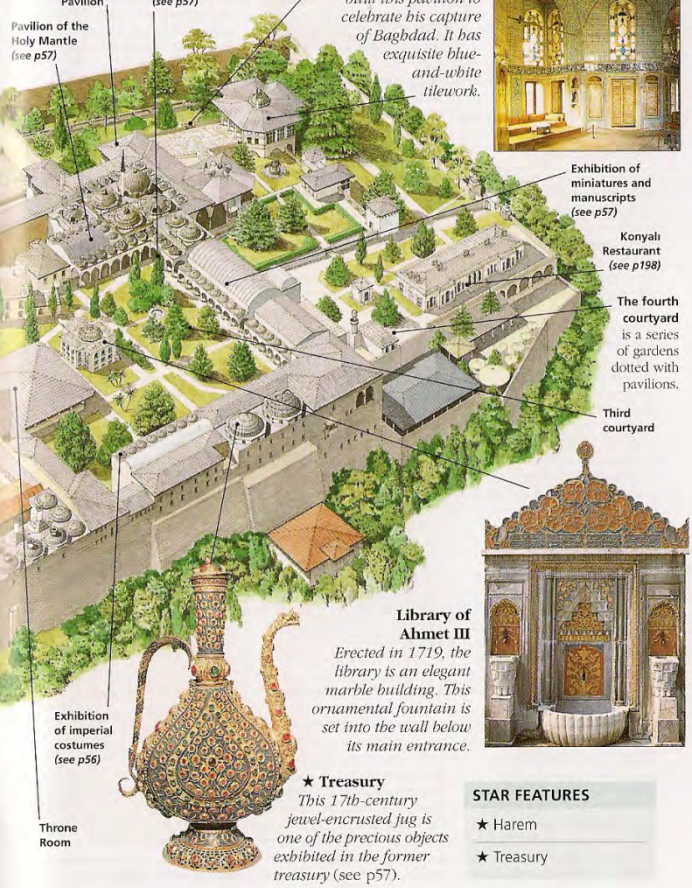 Pavilion
(see p57)
Pavilion of the
Holy Mantle
(see p57)
built this pavilion to
celebrate his capture
of Baghdad. It has
exquisite blue-
and-white
tilework.
Exhibition of
miniatures and
manuscripts
(see p57)
Konyalı
Restaurant
(see p198)
The fourth
courtyard
is a series
of gardens
dotted with
pavilions.
Third
courtyard
Library of
Ahmet III
Erected in 1719, the
library is an elegant
marble building. This
ornamental fountain is
set into the wall below
its main entrance.
Exhibition
of imperial
costumes
(see p56)
★ Treasury
This 17th-century
jewel-encrusted jug is
one of the precious objects
exhibited in the former
treasury (see p57).
Throne
Room
STAR FEATURES
★ Harem
★ Treasury